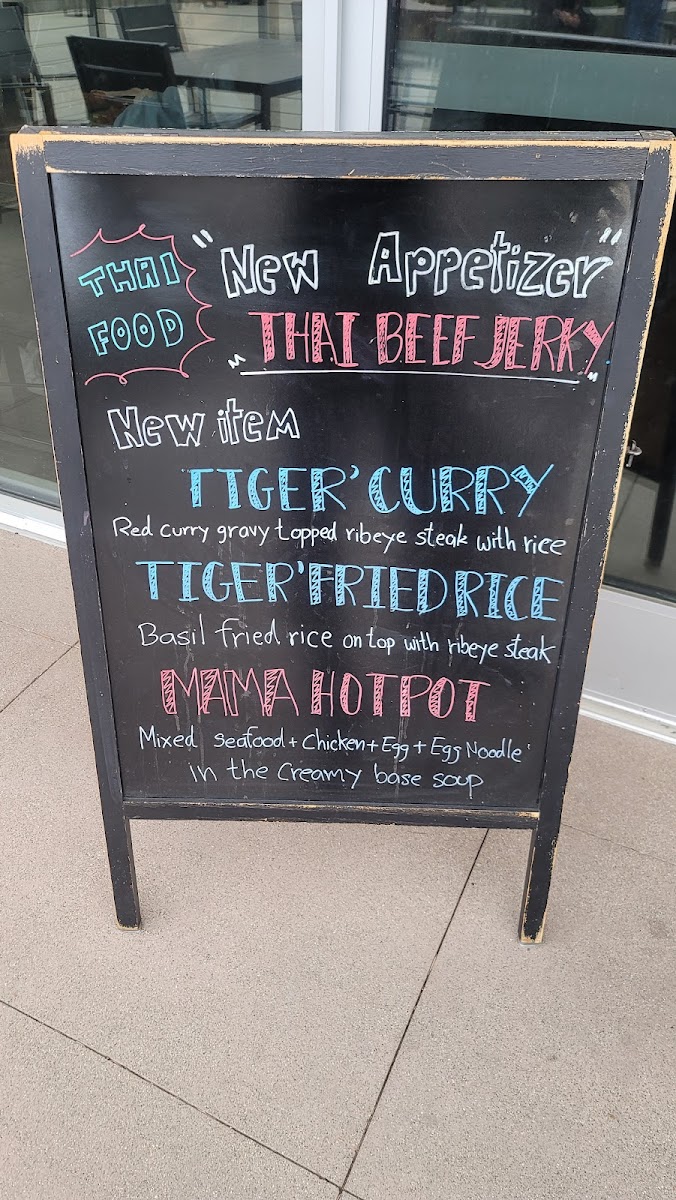 THAI
FOOD
"New Appetizer"
THAI BEEF JERKY
New item
TIGER' CURRY
Red curry gravy topped ribeye steak with rice
TIGER' FRIED RICE
Basil fried rice on top with ribeye steak
MAMA HOTPOT
Mixed seafood + Chicken + Egg + Egg Noodle
in the Creamy base soup